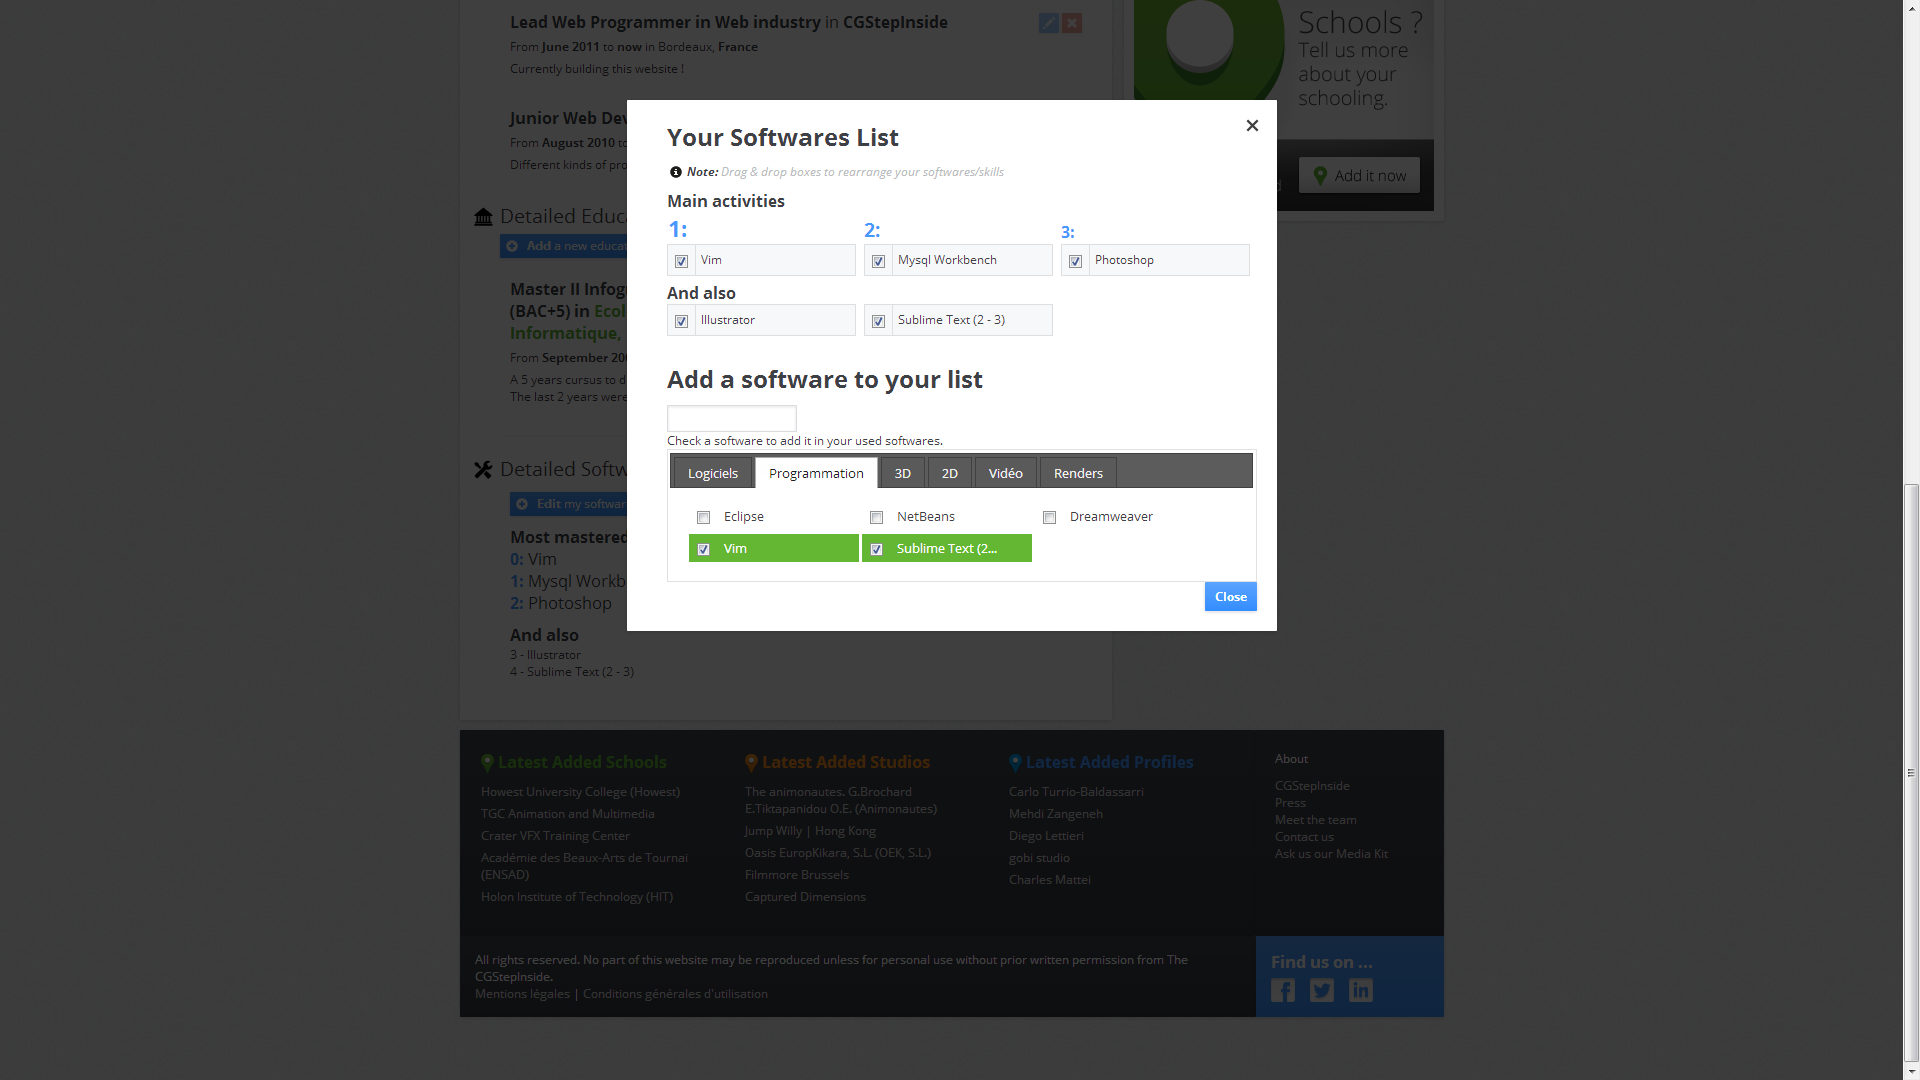 Lead Web Programmer in Web industry in CGStepInside
From June 2011 to now in Bordeaux, France
Currently building this website !
Schools ?
Tell us more
about your
schooling.
Add it now
Junior Web Dev
From August 2010 to
Different kinds of pro
Detailed Educa
Add a new educat
Master II Infog
(BAC+5) in Ecol
Informatique,
From September 200
A 5 years cursus to d
The last 2 years were
Detailed Softw
Edit my softwar
Most mastered
0: Vim
1: Mysql Workb
2: Photoshop
And also
3 - Illustrator
4 - Sublime Text (2 - 3)
Your Softwares List
Note: Drag & drop boxes to rearrange your softwares/skills
Main activities
1: 2: 3:
Vim Mysql Workbench Photoshop
And also
Illustrator Sublime Text (2 - 3)
Add a software to your list
Check a software to add it in your used softwares.
Logiciels Programmation 3D 2D Vidéo Renders
Eclipse NetBeans Dreamweaver
Vim Sublime Text (2...
Close
Latest Added Schools
Howest University College (Howest)
TGC Animation and Multimedia
Crater VFX Training Center
Académie des Beaux-Arts de Tournai
(ENSAD)
Holon Institute of Technology (HIT)
Latest Added Studios
The animonautes. G.Brochard
E.Tiktapanidou O.E. (Animonautes)
Jump Willy | Hong Kong
Oasis EuropKikara, S.L. (OEK, S.L.)
Filmmore Brussels
Captured Dimensions
Latest Added Profiles
Carlo Turrio-Baldassarri
Mehdi Zangeneh
Diego Lettieri
gobi studio
Charles Mattei
About
CGStepInside
Press
Meet the team
Contact us
Ask us our Media Kit
All rights reserved. No part of this website may be reproduced unless for personal use without prior written permission from The
CGStepInside.
Mentions légales | Conditions générales d'utilisation
Find us on ...